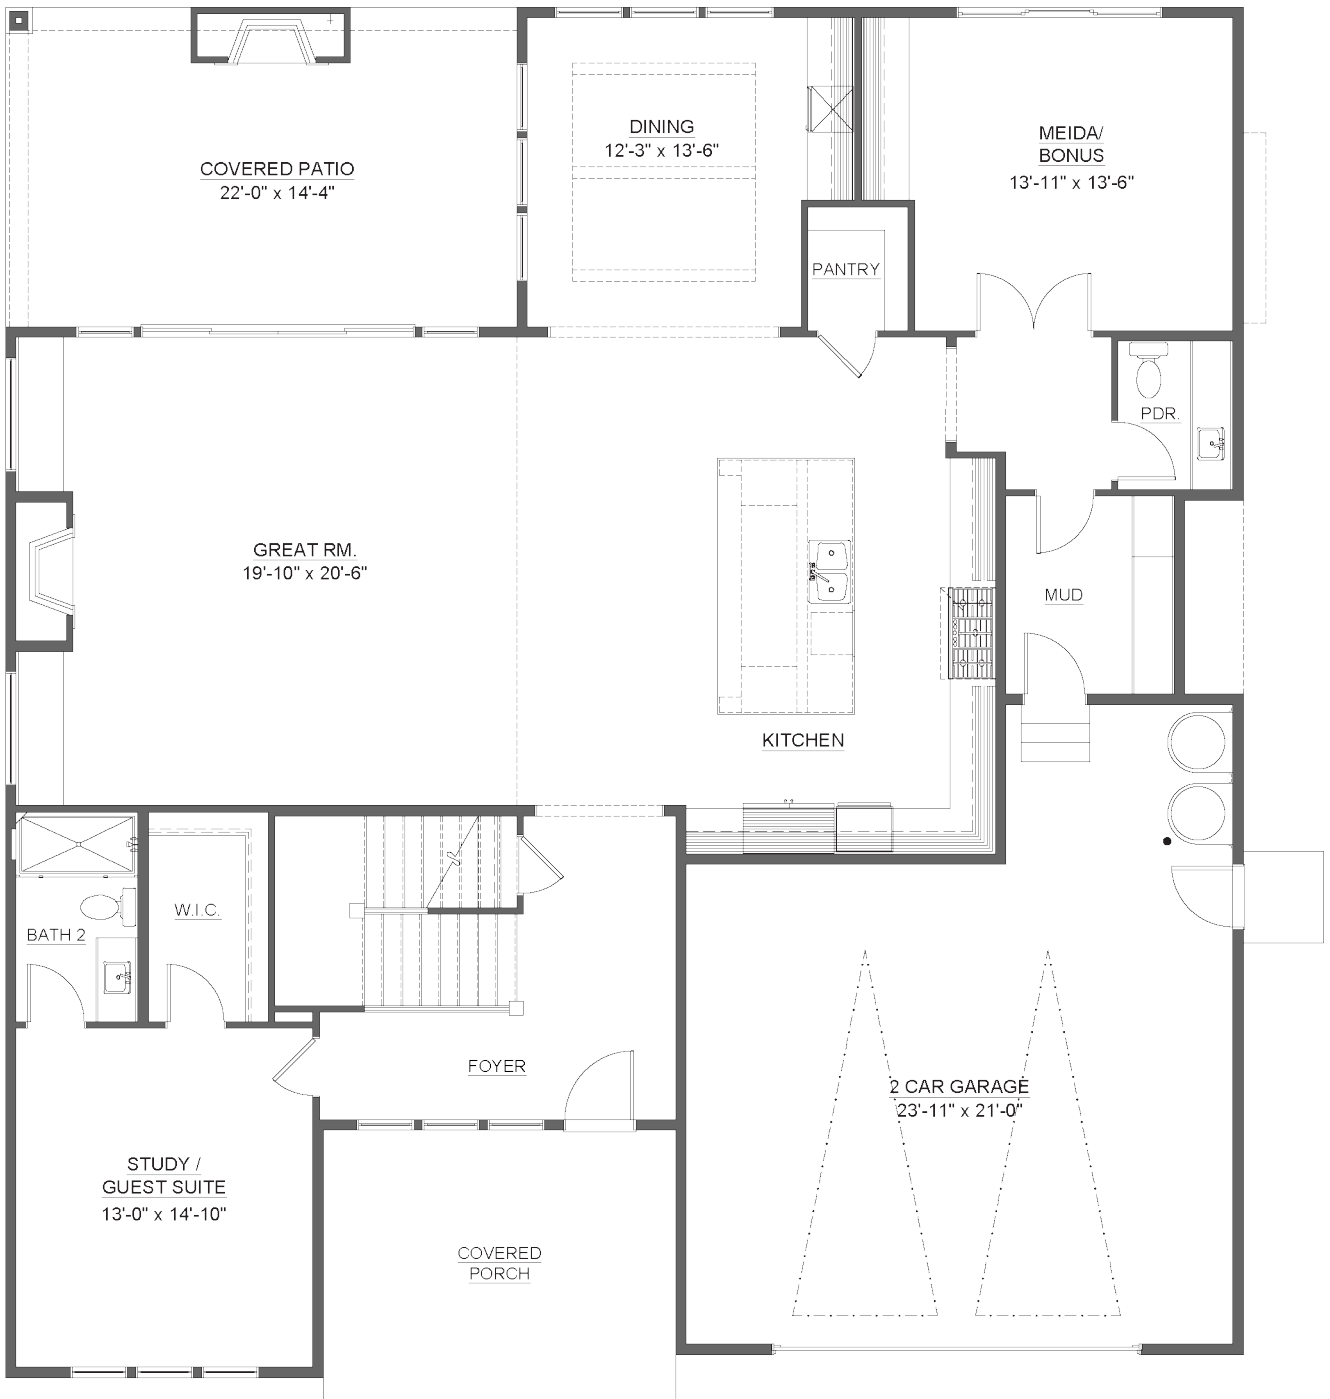 COVERED PATIO
22'-0" x 14'-4"
DINING
12'-3" x 13'-6"
MEIDA/
BONUS
13'-11" x 13'-6"
PANTRY
PDR.
GREAT RM.
19'-10" x 20'-6"
MUD
KITCHEN
W.I.C.
BATH 2
FOYER
2 CAR GARAGE
23'-11" x 21'-0"
STUDY /
GUEST SUITE
13'-0" x 14'-10"
COVERED
PORCH